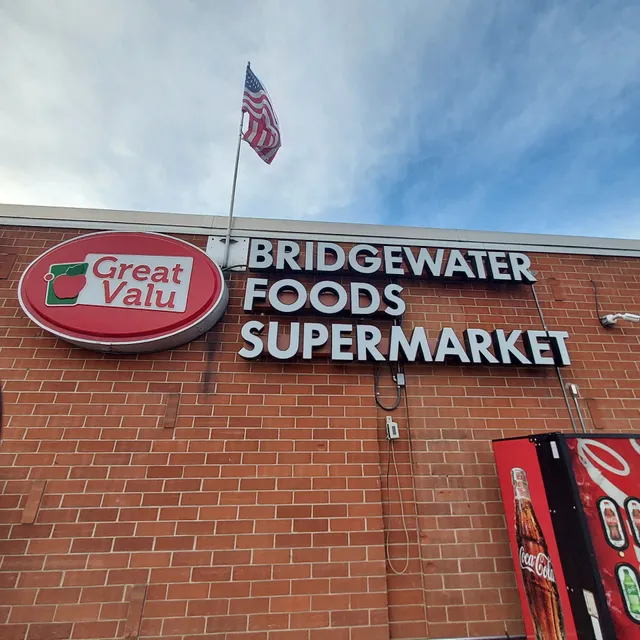 Great
Valu
BRIDGEWATER
FOODS
SUPERMARKET
Coca-Cola